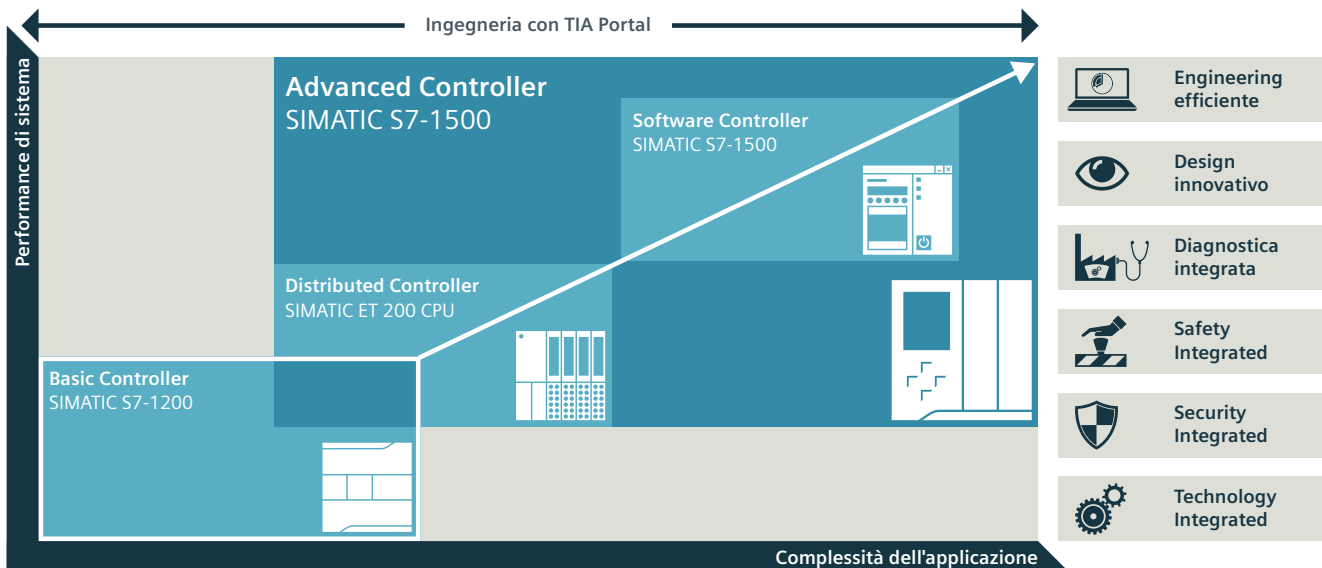 Ingegneria con TIA Portal
Performance di sistema
Advanced Controller
SIMATIC S7-1500
Software Controller
SIMATIC S7-1500
Distributed Controller
SIMATIC ET 200 CPU
Basic Controller
SIMATIC S7-1200
Complessità dell'applicazione
Engineering
efficiente
Design
innovativo
Diagnostica
integrata
Safety
Integrated
Security
Integrated
Technology
Integrated